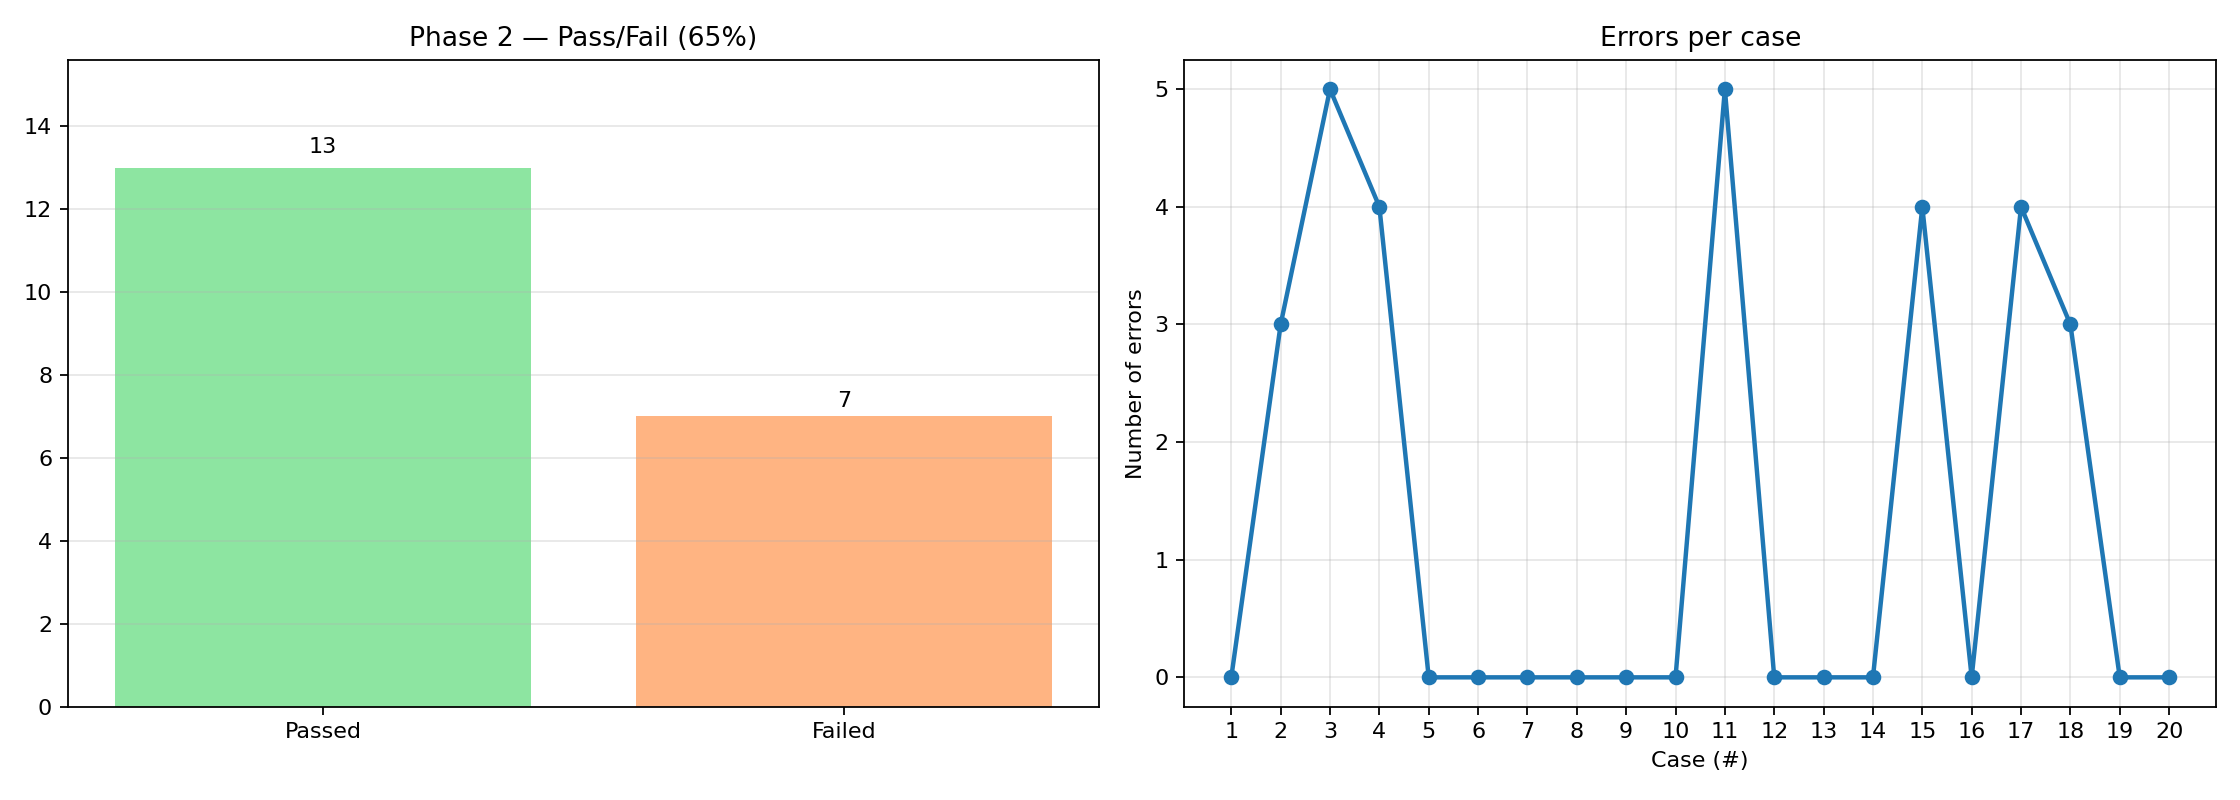 Phase 2 — Pass/Fail (65%)
14
12
10
8
6
4
2
0
13
7
Passed
Failed
Errors per case
Number of errors
5
4
3
2
1
0
1 2 3 4 5 6 7 8 9 10 11 12 13 14 15 16 17 18 19 20
Case (#)